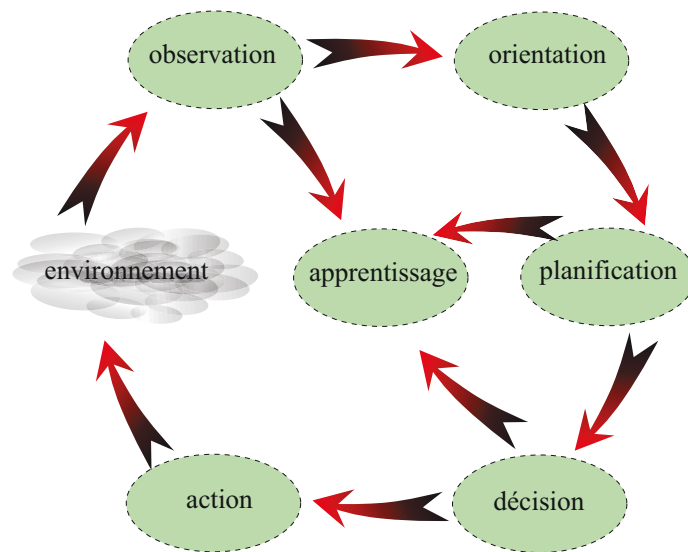 observation
orientation
environnement
apprentissage
planification
action
décision